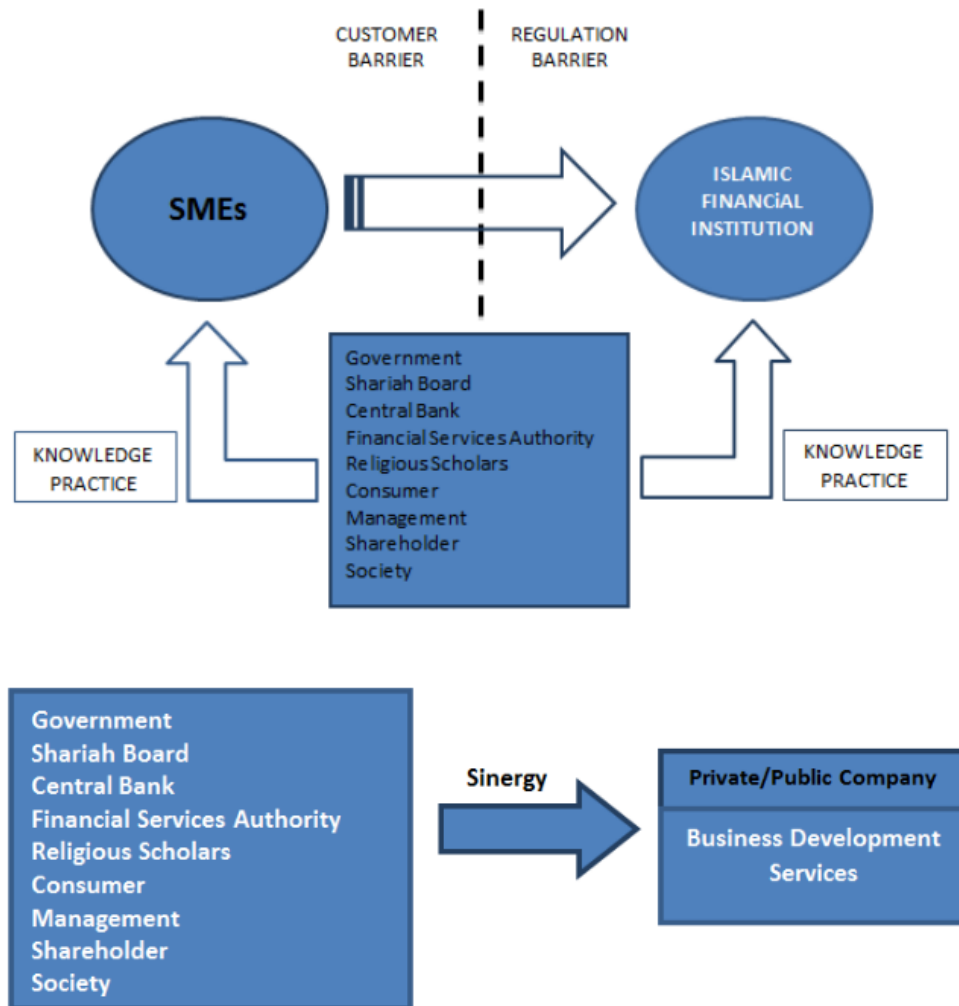 CUSTOMER
BARRIER
REGULATION
BARRIER
SMEs
ISLAMIC
FINANCiAL
INSTITUTION
Government
Shariah Board
Central Bank
Financial Services Authority
Religious Scholars
Consumer
Management
Shareholder
Society
KNOWLEDGE
PRACTICE
KNOWLEDGE
PRACTICE
Government
Shariah Board
Central Bank
Financial Services Authority
Religious Scholars
Consumer
Management
Shareholder
Society
Sinergy
Private/Public Company
Business Development
Services